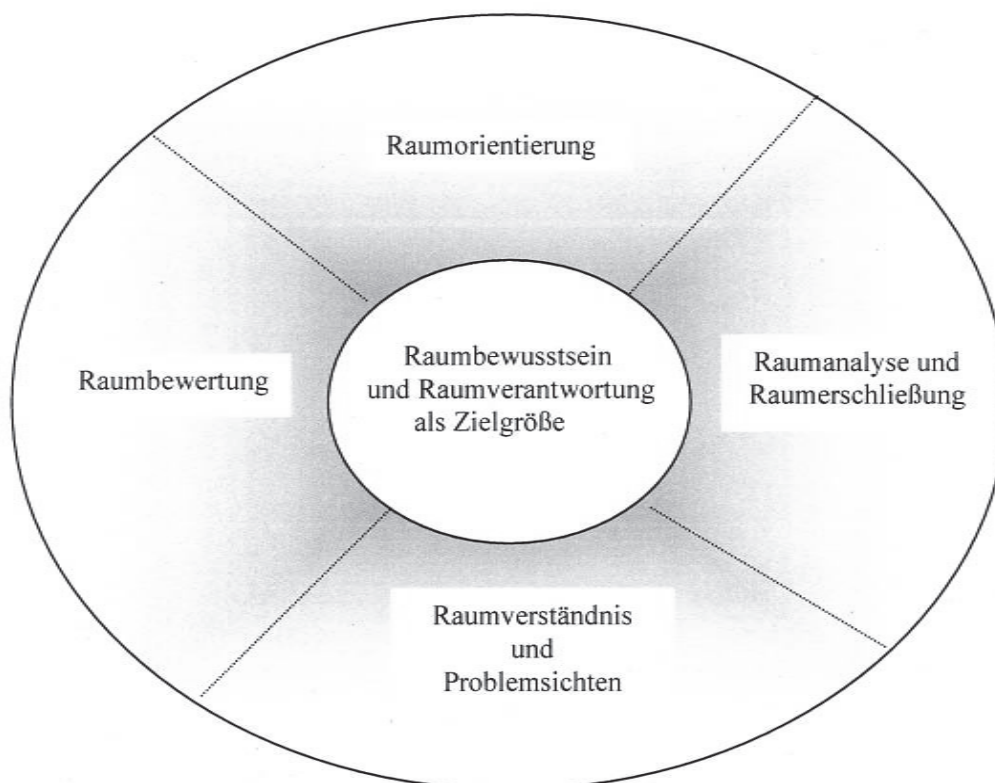 Raumorientierung
Raumbewertung
Raumbewusstsein
und Raumverantwortung
als Zielgröße
Raumanalyse und
Raumerschließung
Raumverständnis
und
Problemsichten